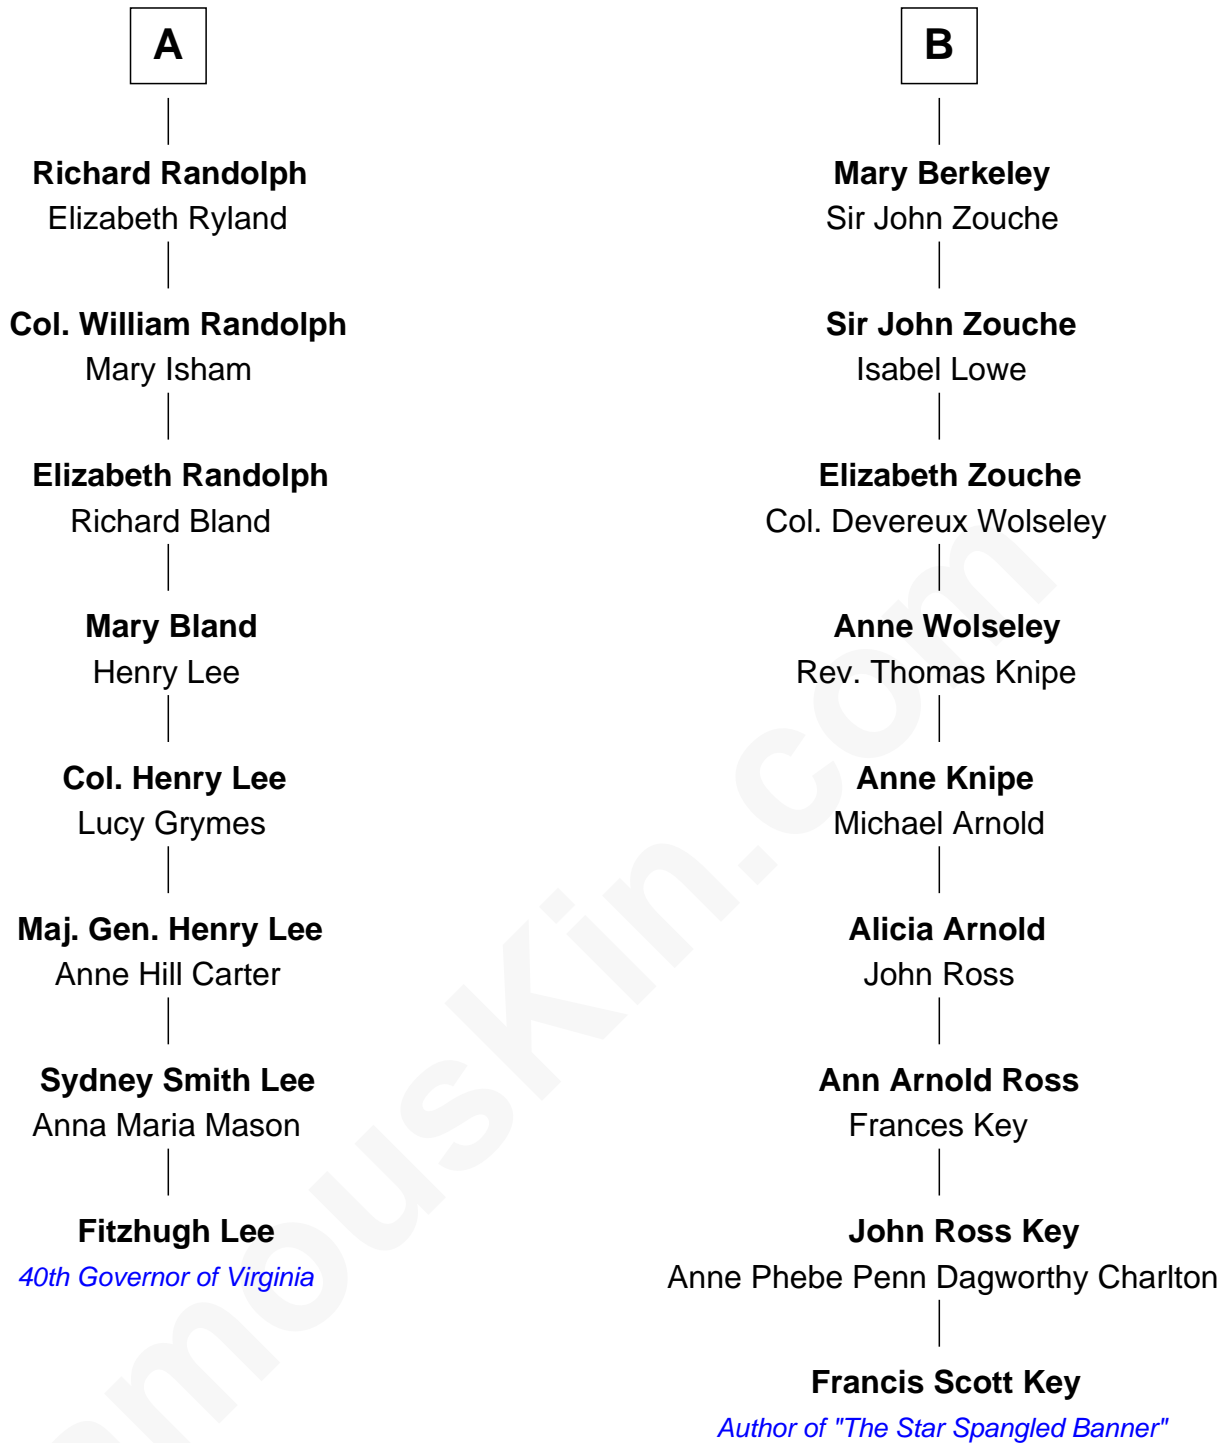 A
Richard Randolph
Elizabeth Ryland
Col. William Randolph
Mary Isham
Elizabeth Randolph
Richard Bland
Mary Bland
Henry Lee
Col. Henry Lee
Lucy Grymes
Maj. Gen. Henry Lee
Anne Hill Carter
Sydney Smith Lee
Anna Maria Mason
Fitzhugh Lee
40th Governor of Virginia
B
Mary Berkeley
Sir John Zouche
Sir John Zouche
Isabel Lowe
Elizabeth Zouche
Col. Devereux Wolseley
Anne Wolseley
Rev. Thomas Knipe
Anne Knipe
Michael Arnold
Alicia Arnold
John Ross
Ann Arnold Ross
Frances Key
John Ross Key
Anne Phebe Penn Dagworthy Charlton
Francis Scott Key
Author of "The Star Spangled Banner"
amousKin.com